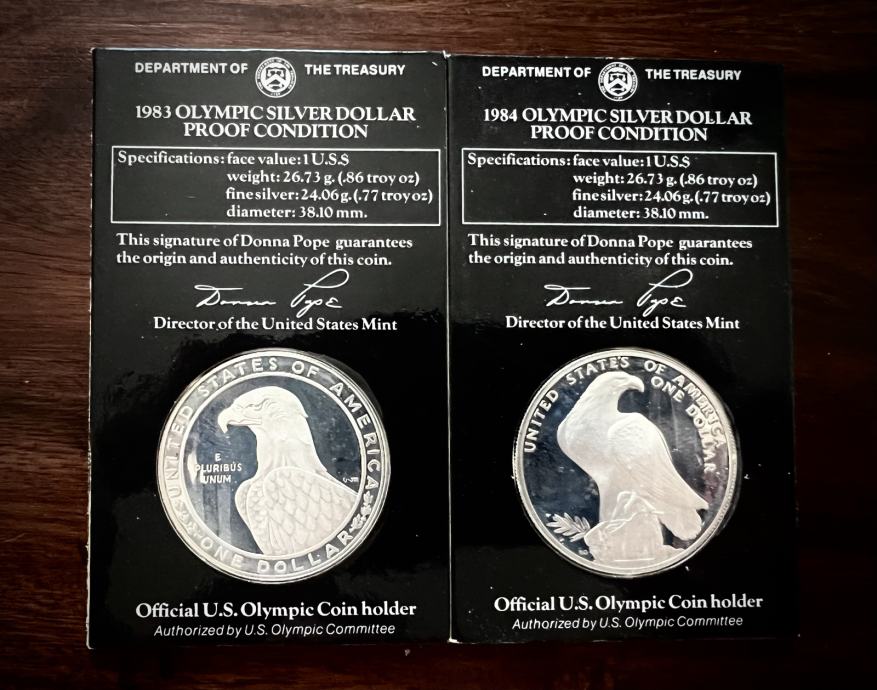 DEPARTMENT OF THE TREASURY
1983 OLYMPIC SILVER DOLLAR
PROOF CONDITION
Specifications: face value: 1 U.S.$
weight: 26.73 g. (.86 troy oz)
fine silver: 24.06 g. (.77 troy oz)
diameter: 38.10 mm.
This signature of Donna Pope guarantees
the origin and authenticity of this coin.
Donna Pope
Director of the United States Mint
UNITED STATES OF AMERICA
E
PLURIBUS
UNUM
ONE DOLLAR
Official U.S. Olympic Coin holder
Authorized by U.S. Olympic Committee
DEPARTMENT OF THE TREASURY
1984 OLYMPIC SILVER DOLLAR
PROOF CONDITION
Specifications: face value: 1 U.S.$
weight: 26.73 g. (.86 troy oz)
fine silver: 24.06 g. (.77 troy oz)
diameter: 38.10 mm.
This signature of Donna Pope guarantees
the origin and authenticity of this coin.
Donna Pope
Director of the United States Mint
UNITED STATES OF AMERICA
ONE DOLLAR
Official U.S. Olympic Coin holder
Authorized by U.S. Olympic Committee